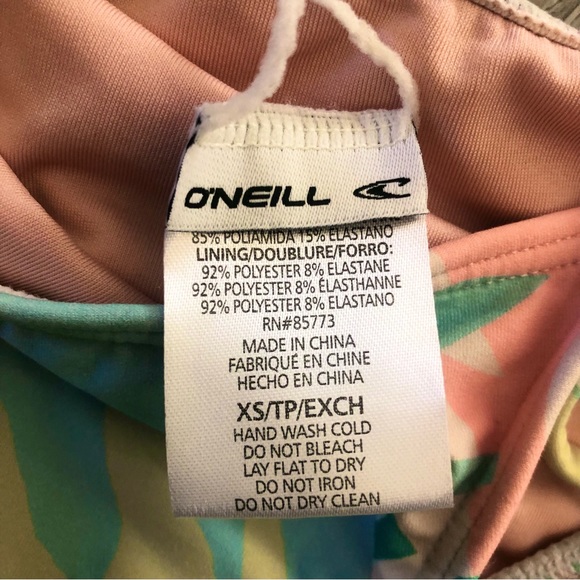 O'NEILL
85% POLIAMIDA 15% ELASTANO
LINING/DOUBLURE/FORRO:
92% POLYESTER 8% ELASTANE
92% POLYESTER 8% ÉLASTHANNE
92% POLYESTER 8% ELASTANO
RN#85773
MADE IN CHINA
FABRIQUÉ EN CHINE
HECHO EN CHINA
XS/TP/EXCH
HAND WASH COLD
DO NOT BLEACH
LAY FLAT TO DRY
DO NOT IRON
DO NOT DRY CLEAN